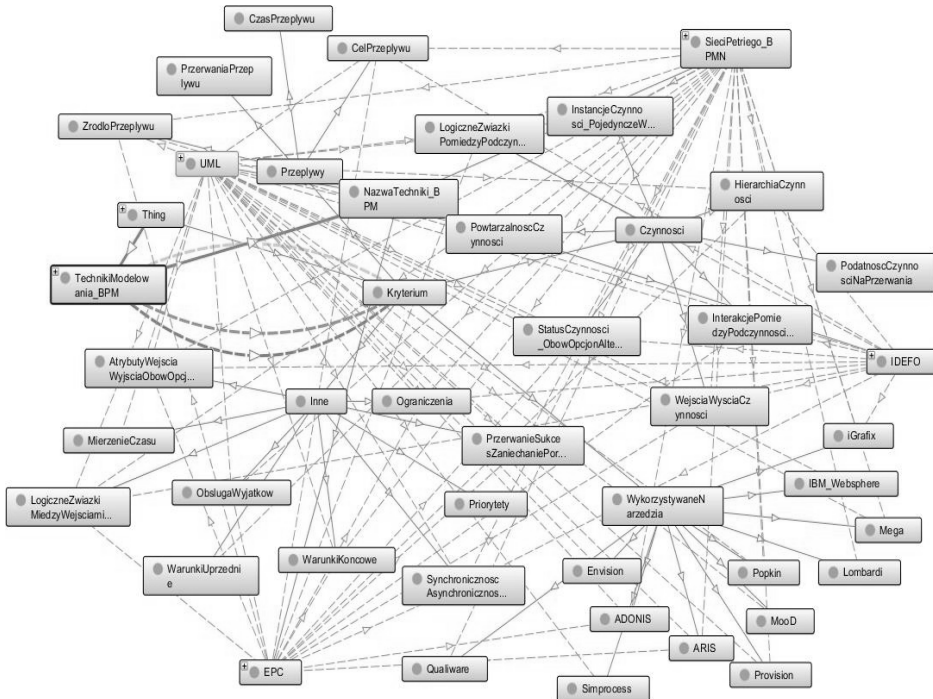 CzasPrzeplywu
CelPrzeplywu
SieciPetriego_B
PMN
PrzerwaniaPrzep
lywu
InstancjeCzynno
sci_PojedynczeW...
ZrodloPrzeplywu
LogiczneZwiazki
PomiedzyPodczyn...
UML
Przeplywy
NazwaTechniki_B
PM
HierarchiaCzynn
osci
Thing
PowtarzalnoscCz
ynnosci
Czynnosci
TechnikiModelow
ania_BPM
Kryterium
PodatnoscCzynno
sciNaPrzerwania
StatusCzynnosci
_ObowOpcjonAlte...
InterakcjePomie
dzyPodczynnosci...
AtrybutyWejscia
WyjsciaObowOpcj...
IDEFO
Inne
Ograniczenia
WejsciaWysciaCz
ynnosci
MierzenieCzasu
PrzerwanieSukce
sZaniechaniePor...
iGrafix
LogiczneZwiazki
MiedzyWejsciami...
ObslugaWyjatkow
Priorytety
WykorzystywaneN
arzedzia
IBM_Websphere
Mega
WarunkiUprzedni
e
WarunkiKoncowe
Synchronicznosc
Asynchronicznos...
Envision
Popkin
Lombardi
ADONIS
MooD
EPC
Qualiware
ARIS
Simprocess
Provision